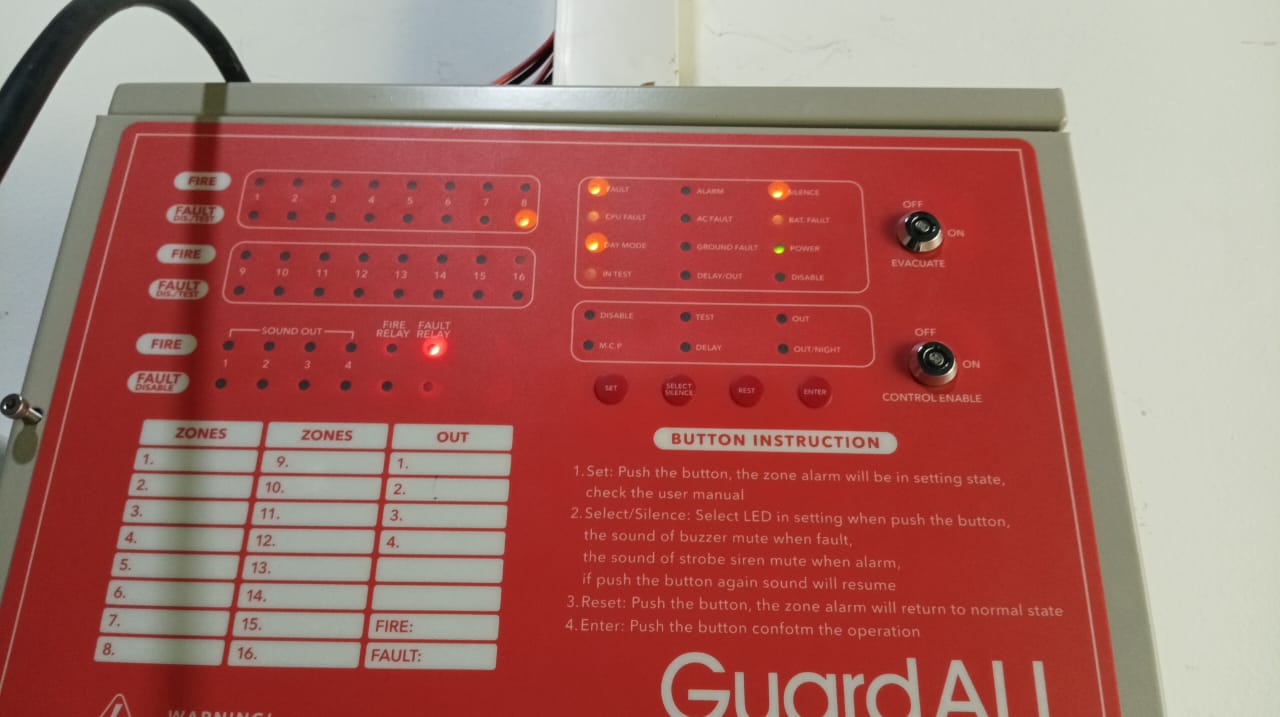 FIRE
1 2 3 4 5 6 7 8
FAULT
DIS./TEST
FIRE
9 10 11 12 13 14 15 16
FAULT
DIS./TEST
SOUND OUT
FIRE RELAY
FAULT RELAY
FIRE
1 2 3 4
FAULT
DISABLE
FAULT ALARM SILENCE
CPU FAULT AC FAULT BAT. FAULT
DAY MODE GROUND FAULT POWER
IN TEST DELAY/OUT DISABLE
DISABLE TEST OUT
M.C.P DELAY OUT/NIGHT
SET
SELECT
SILENCE
REST
ENTER
OFF
ON
EVACUATE
OFF
ON
CONTROL ENABLE
ZONES ZONES OUT
1. 9. 1.
2. 10. 2.
3. 11. 3.
4. 12. 4.
5. 13.
6. 14.
7. 15. FIRE:
8. 16. FAULT:
BUTTON INSTRUCTION
1. Set: Push the button, the zone alarm will be in setting state,
check the user manual
2. Select/Silence: Select LED in setting when push the button,
the sound of buzzer mute when fault,
the sound of strobe siren mute when alarm,
if push the button again sound will resume
3. Reset: Push the button, the zone alarm will return to normal state
4. Enter: Push the button confotm the operation
GuardALL
WARNING!